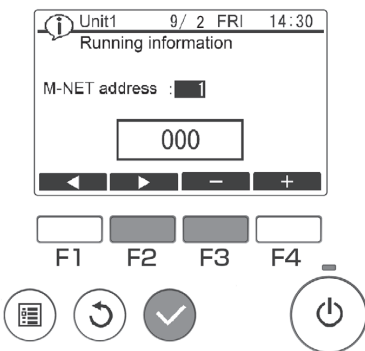 Unit1 9/ 2 FRI 14:30
Running information
M-NET address : 1
000
− +
F1 F2 F3 F4